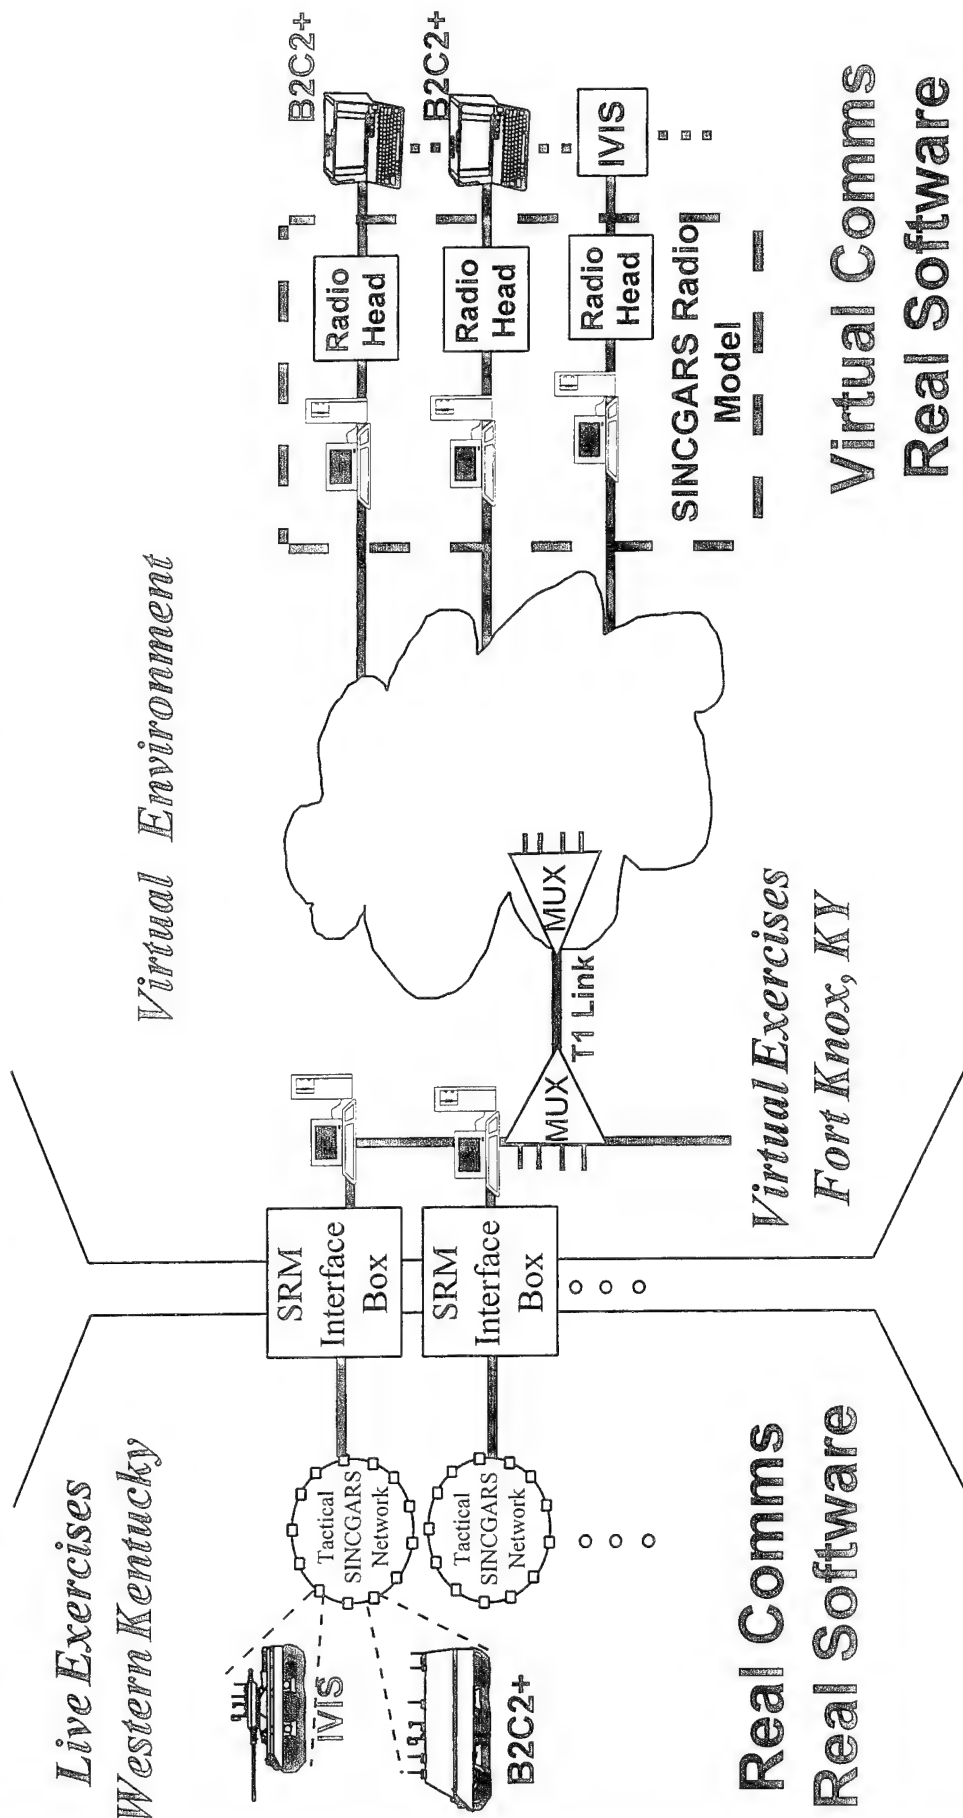 Live Exercises
Western Kentucky
Virtual Environment
IVIS
B2C2+
Tactical
SINCGARS
Network
Tactical
SINCGARS
Network
SRM
Interface
Box
SRM
Interface
Box
MUX
T1 Link
MUX
Radio
Head
Radio
Head
Radio
Head
SINCGARS Radio
Model
B2C2+
B2C2+
IVIS
Real Comms
Real Software
Virtual Exercises
Fort Knox, KY
Virtual Comms
Real Software